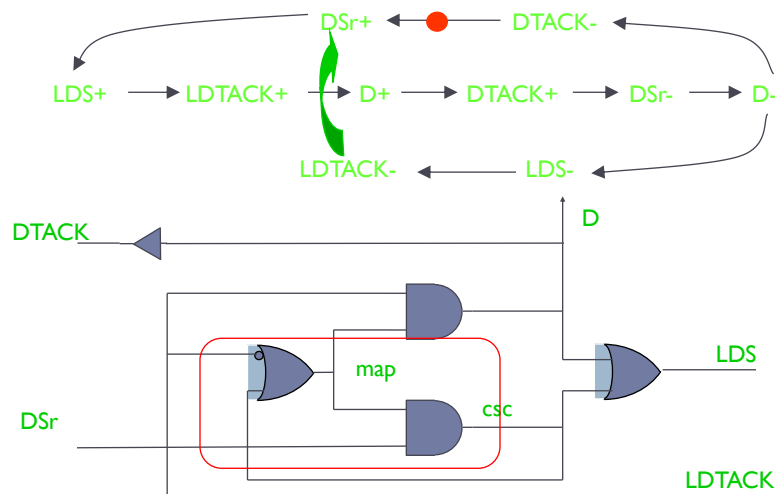 DSr+ DTACK-
LDS+ LDTACK+ D+ DTACK+ DSr- D-
LDTACK- LDS-
D
DTACK
LDS
map
csc
DSr
LDTACK